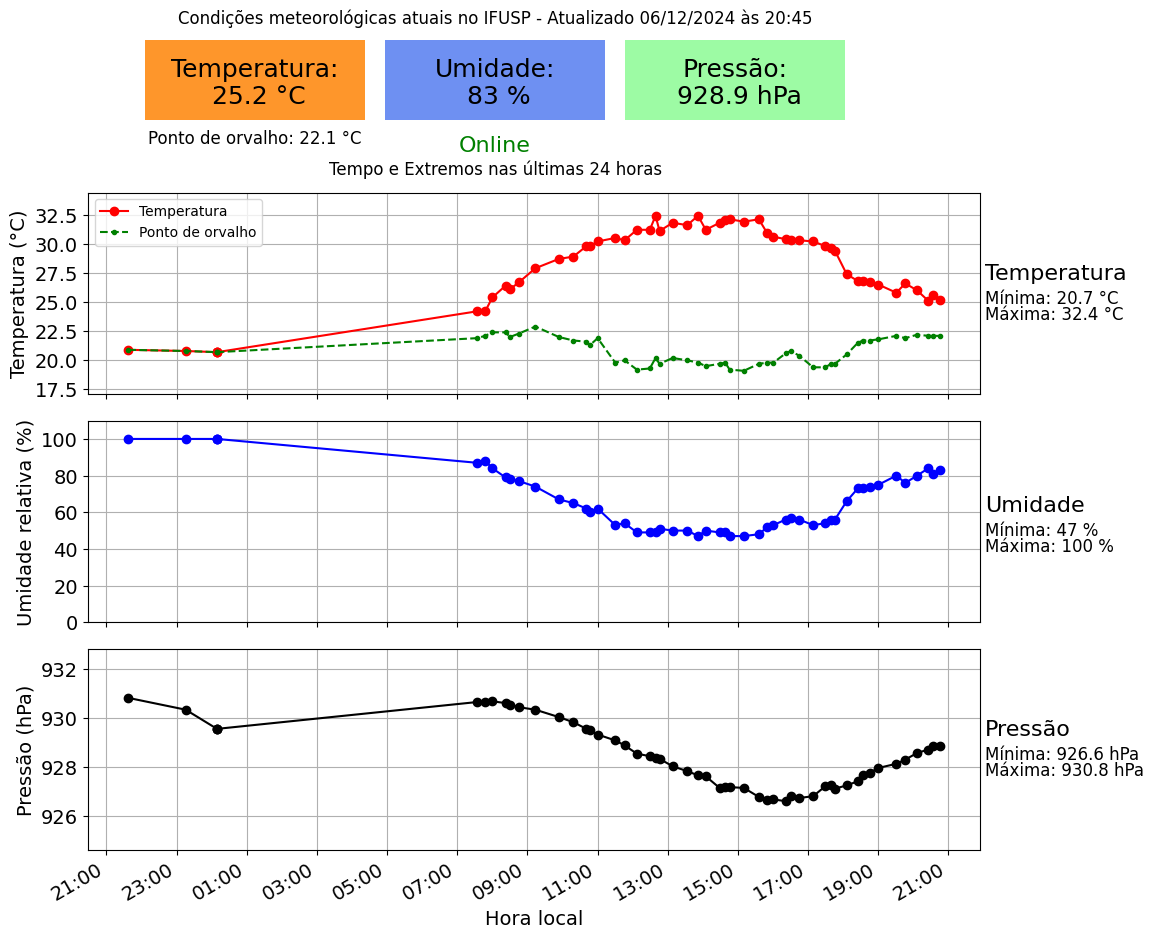 Condições meteorológicas atuais no IFUSP - Atualizado 06/12/2024 às 20:45
Temperatura:
25.2 °C
Umidade:
83 %
Pressão:
928.9 hPa
Ponto de orvalho: 22.1 °C
Online
Tempo e Extremos nas últimas 24 horas
Temperatura (°C)
32.5
30.0
27.5
25.0
22.5
20.0
17.5
Temperatura
Ponto de orvalho
Temperatura
Mínima: 20.7 °C
Máxima: 32.4 °C
Umidade relativa (%)
100
80
60
40
20
0
Umidade
Mínima: 47 %
Máxima: 100 %
Pressão (hPa)
932
930
928
926
Pressão
Mínima: 926.6 hPa
Máxima: 930.8 hPa
21:00 23:00 01:00 03:00 05:00 07:00 09:00 11:00 13:00 15:00 17:00 19:00 21:00
Hora local